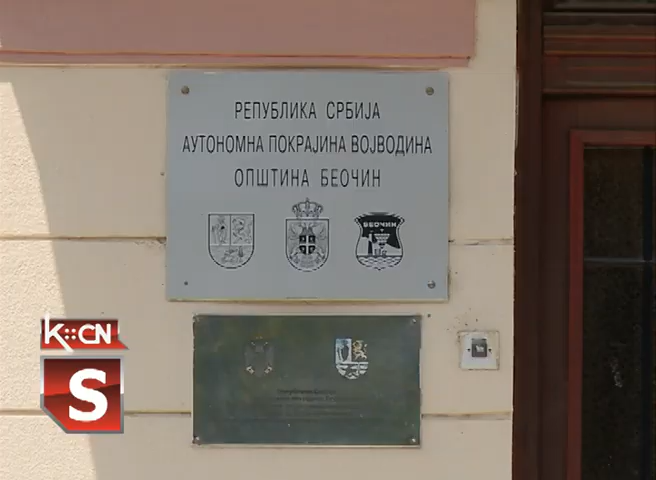 РЕПУБЛИКА СРБИЈА
АУТОНОМНА ПОКРАЈИНА ВОЈВОДИНА
ОПШТИНА БЕОЧИН
БЕОЧИН
K::CN
S